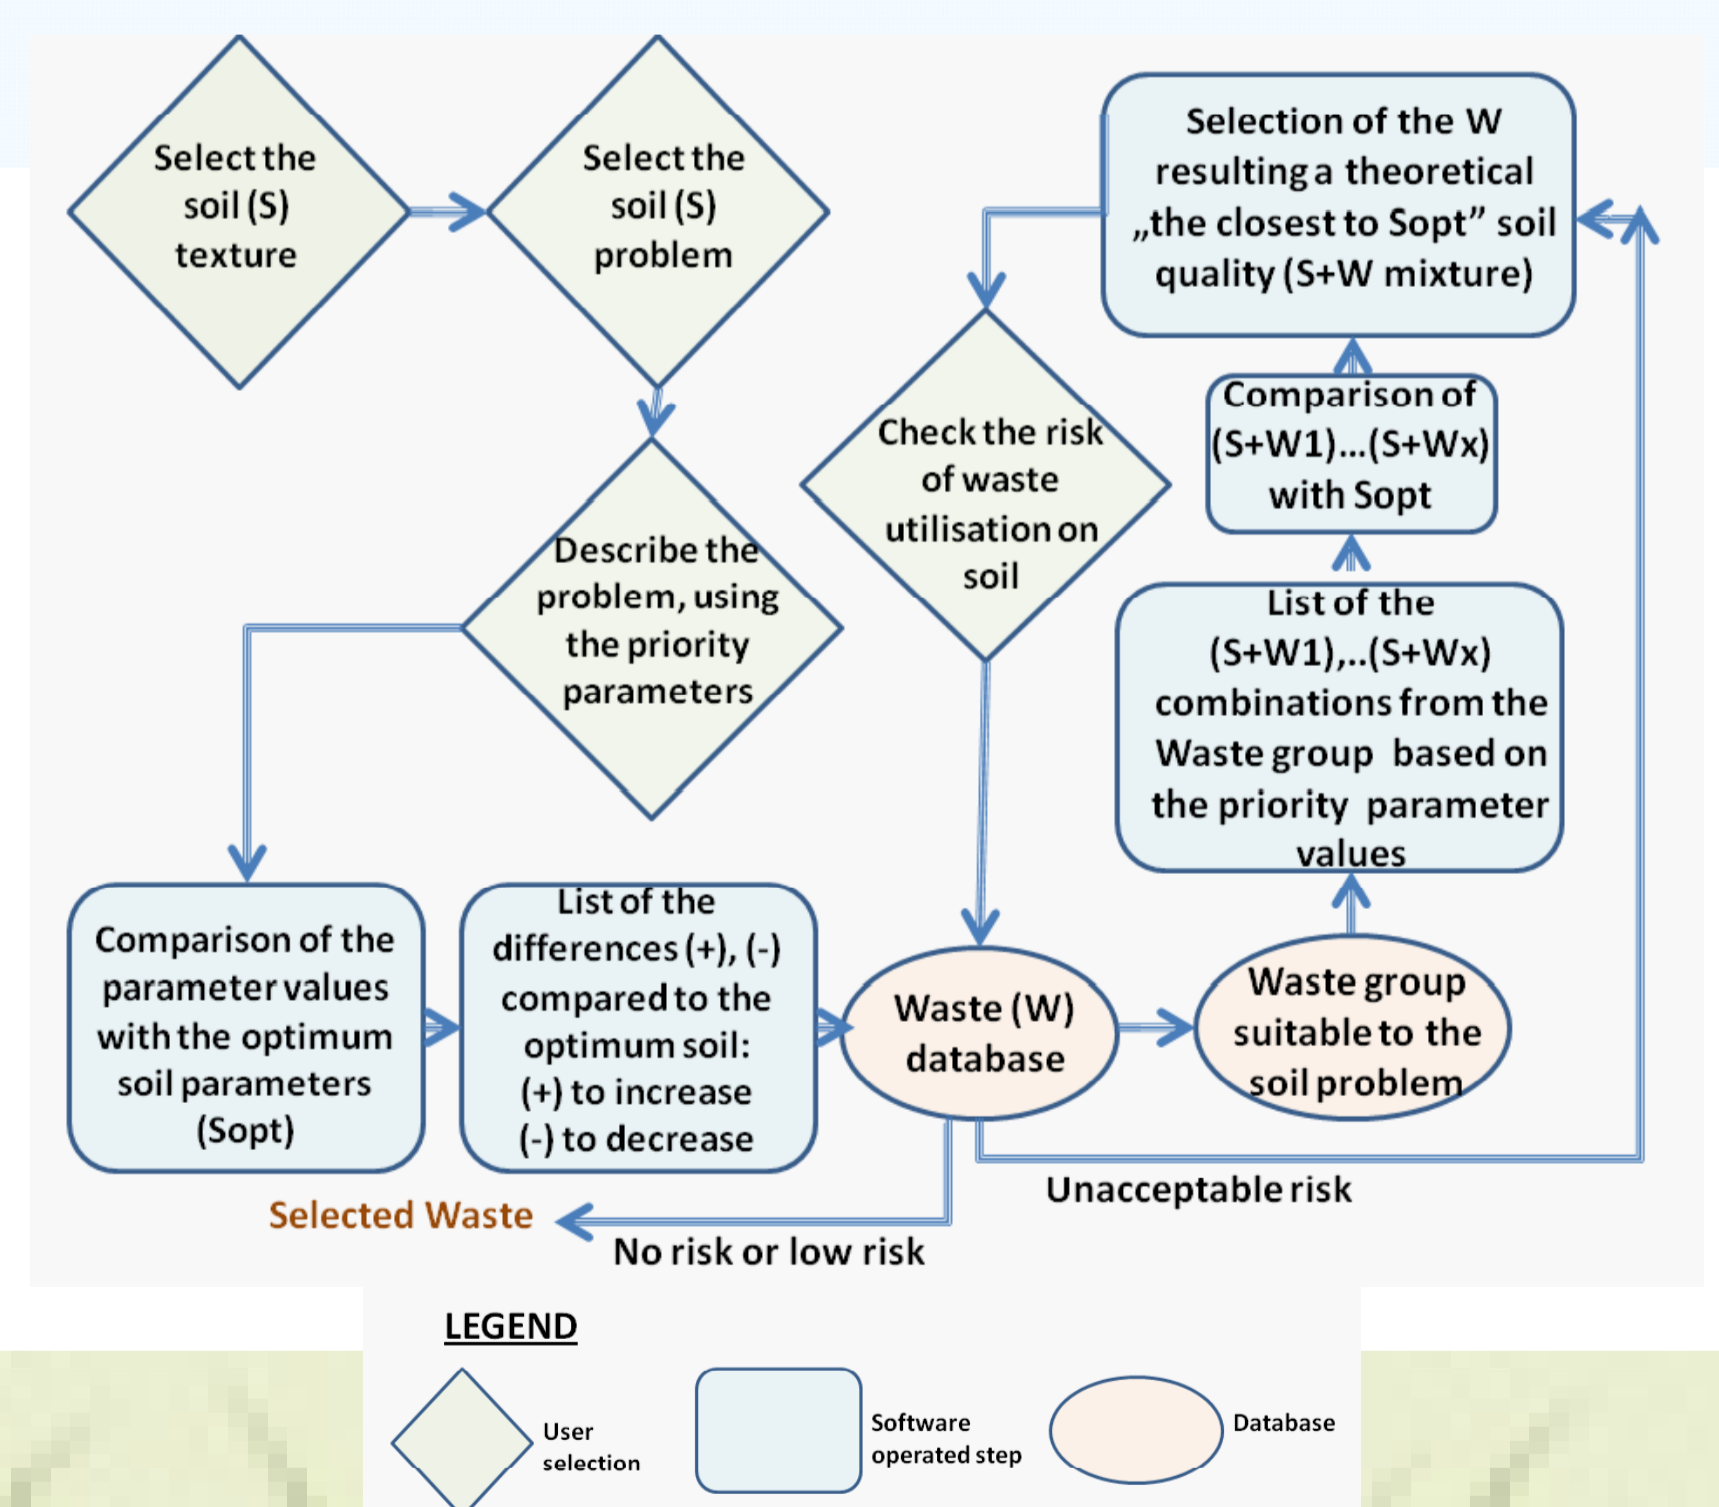 Select the
soil (S)
texture
Select the
soil (S)
problem
Describe the
problem, using
the priority
parameters
Comparison of the
parameter values
with the optimum
soil parameters
(Sopt)
List of the
differences (+), (-)
compared to the
optimum soil:
(+) to increase
(-) to decrease
Waste (W)
database
Waste group
suitable to the
soil problem
List of the
(S+W1),..(S+Wx)
combinations from the
Waste group based on
the priority parameter
values
Comparison of
(S+W1)...(S+Wx)
with Sopt
Selection of the W
resulting a theoretical
„the closest to Sopt” soil
quality (S+W mixture)
Check the risk
of waste
utilisation on
soil
Unacceptable risk
Selected Waste
No risk or low risk
LEGEND
User
selection
Software
operated step
Database